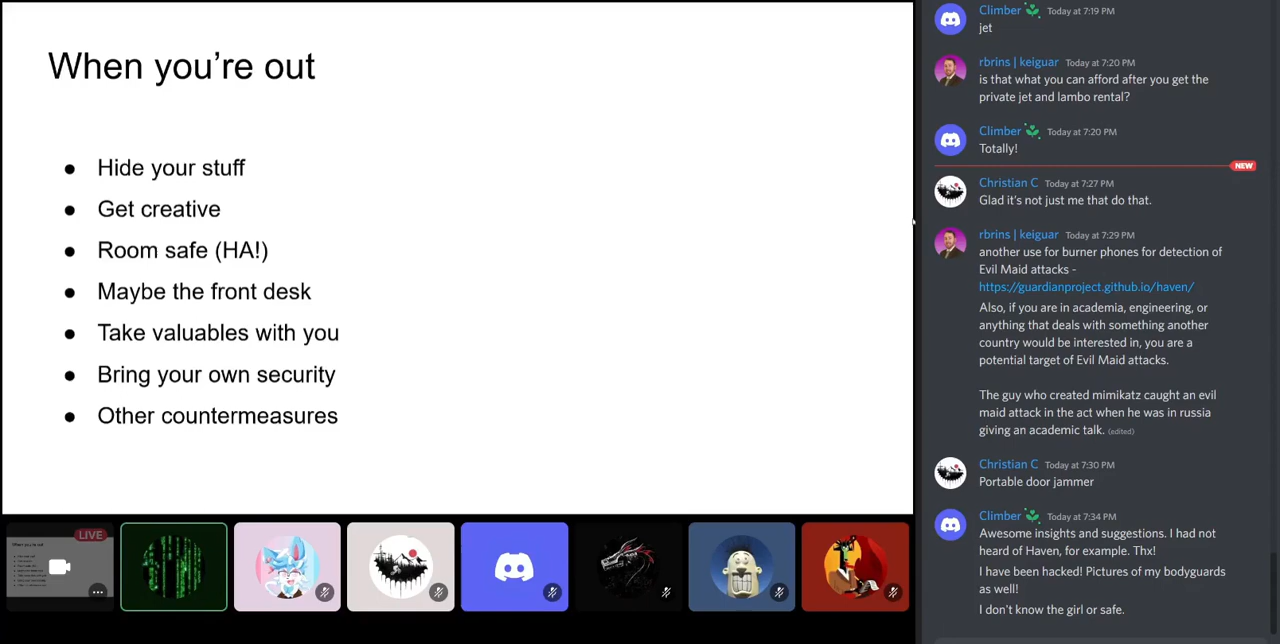 When you're out
● Hide your stuff
● Get creative
● Room safe (HA!)
● Maybe the front desk
● Take valuables with you
● Bring your own security
● Other countermeasures
LIVE
When you're out
Climber Today at 7:19 PM
jet
rbrins | keiguar Today at 7:20 PM
is that what you can afford after you get the
private jet and lambo rental?
Climber Today at 7:20 PM
Totally!
NEW
Christian C Today at 7:27 PM
Glad it's not just me that do that.
rbrins | keiguar Today at 7:29 PM
another use for burner phones for detection of
Evil Maid attacks -
https://guardianproject.github.io/haven/
Also, if you are in academia, engineering, or
anything that deals with something another
country would be interested in, you are a
potential target of Evil Maid attacks.
The guy who created mimikatz caught an evil
maid attack in the act when he was in russia
giving an academic talk. (edited)
Christian C Today at 7:30 PM
Portable door jammer
Climber Today at 7:34 PM
Awesome insights and suggestions. I had not
heard of Haven, for example. Thx!
I have been hacked! Pictures of my bodyguards
as well!
I don't know the girl or safe.